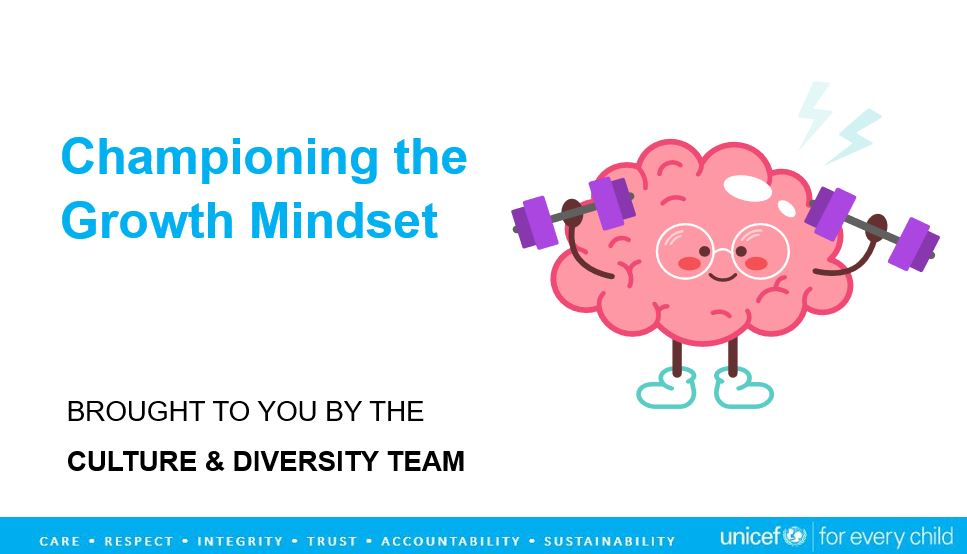 Championing the
Growth Mindset
BROUGHT TO YOU BY THE
CULTURE & DIVERSITY TEAM
CARE • RESPECT • INTEGRITY • TRUST • ACCOUNTABILITY • SUSTAINABILITY
unicef | for every child